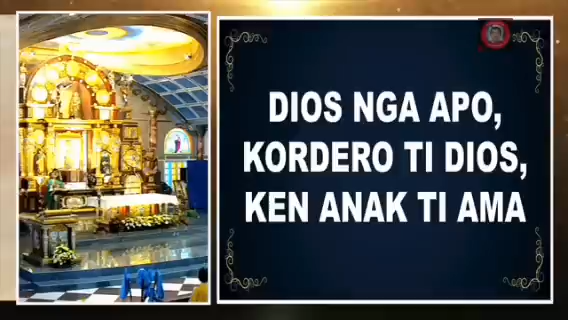 DIOS NGA APO,
KORDERO TI DIOS,
KEN ANAK TI AMA